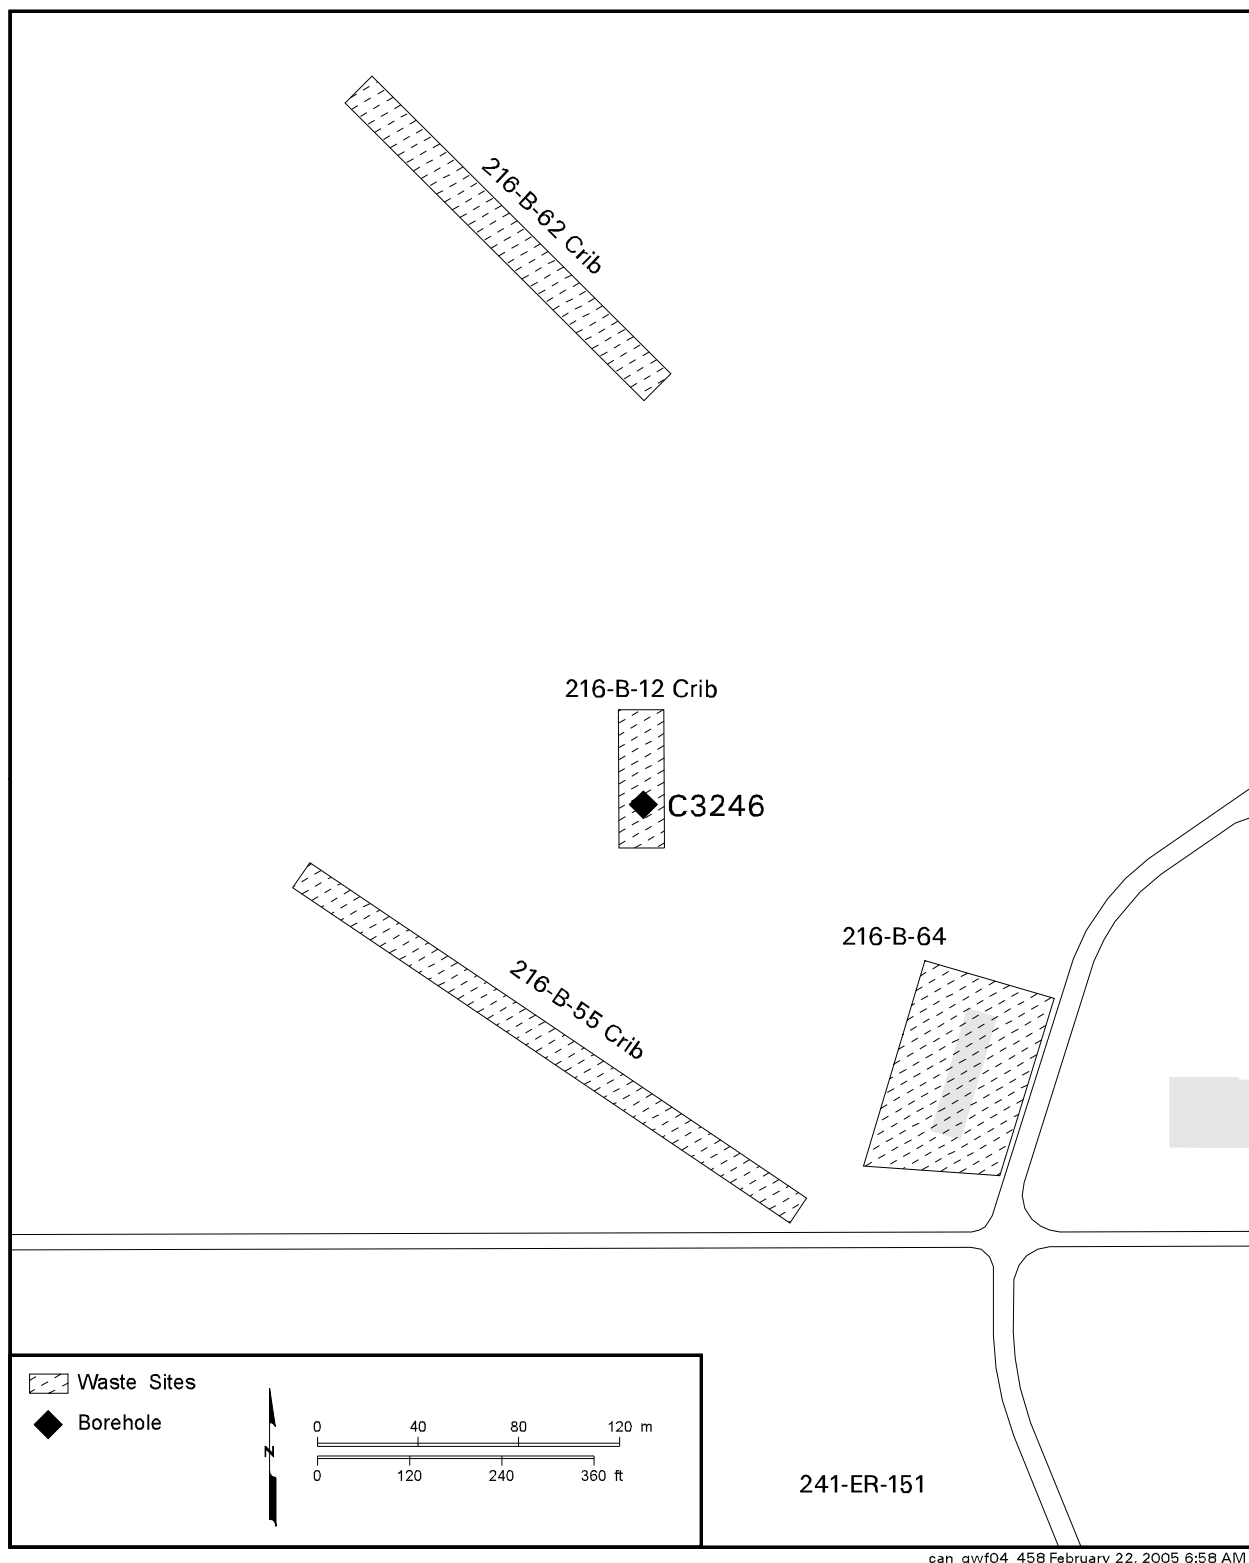 216-B-62 Crib
216-B-12 Crib
C3246
216-B-64
216-B-55 Crib
Waste Sites
Borehole
N
0 40 80 120 m
0 120 240 360 ft
241-ER-151
can_gwf04_458 February 22, 2005 6:58 AM